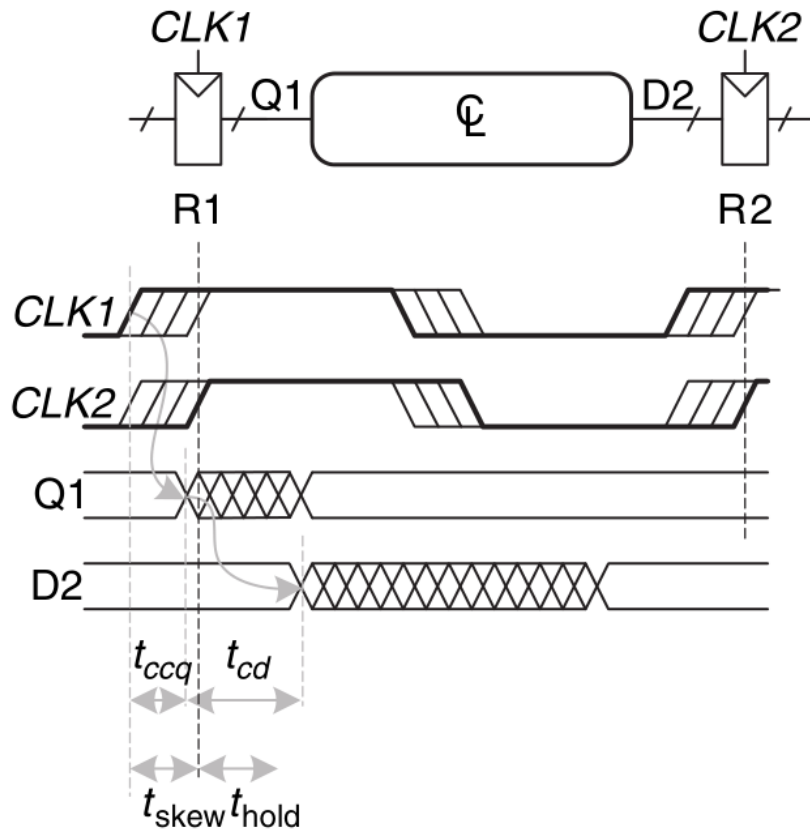 CLK1 CLK2
Q1 CL D2
R1 R2
CLK1
CLK2
Q1
D2
tccq tcd
tskew thold